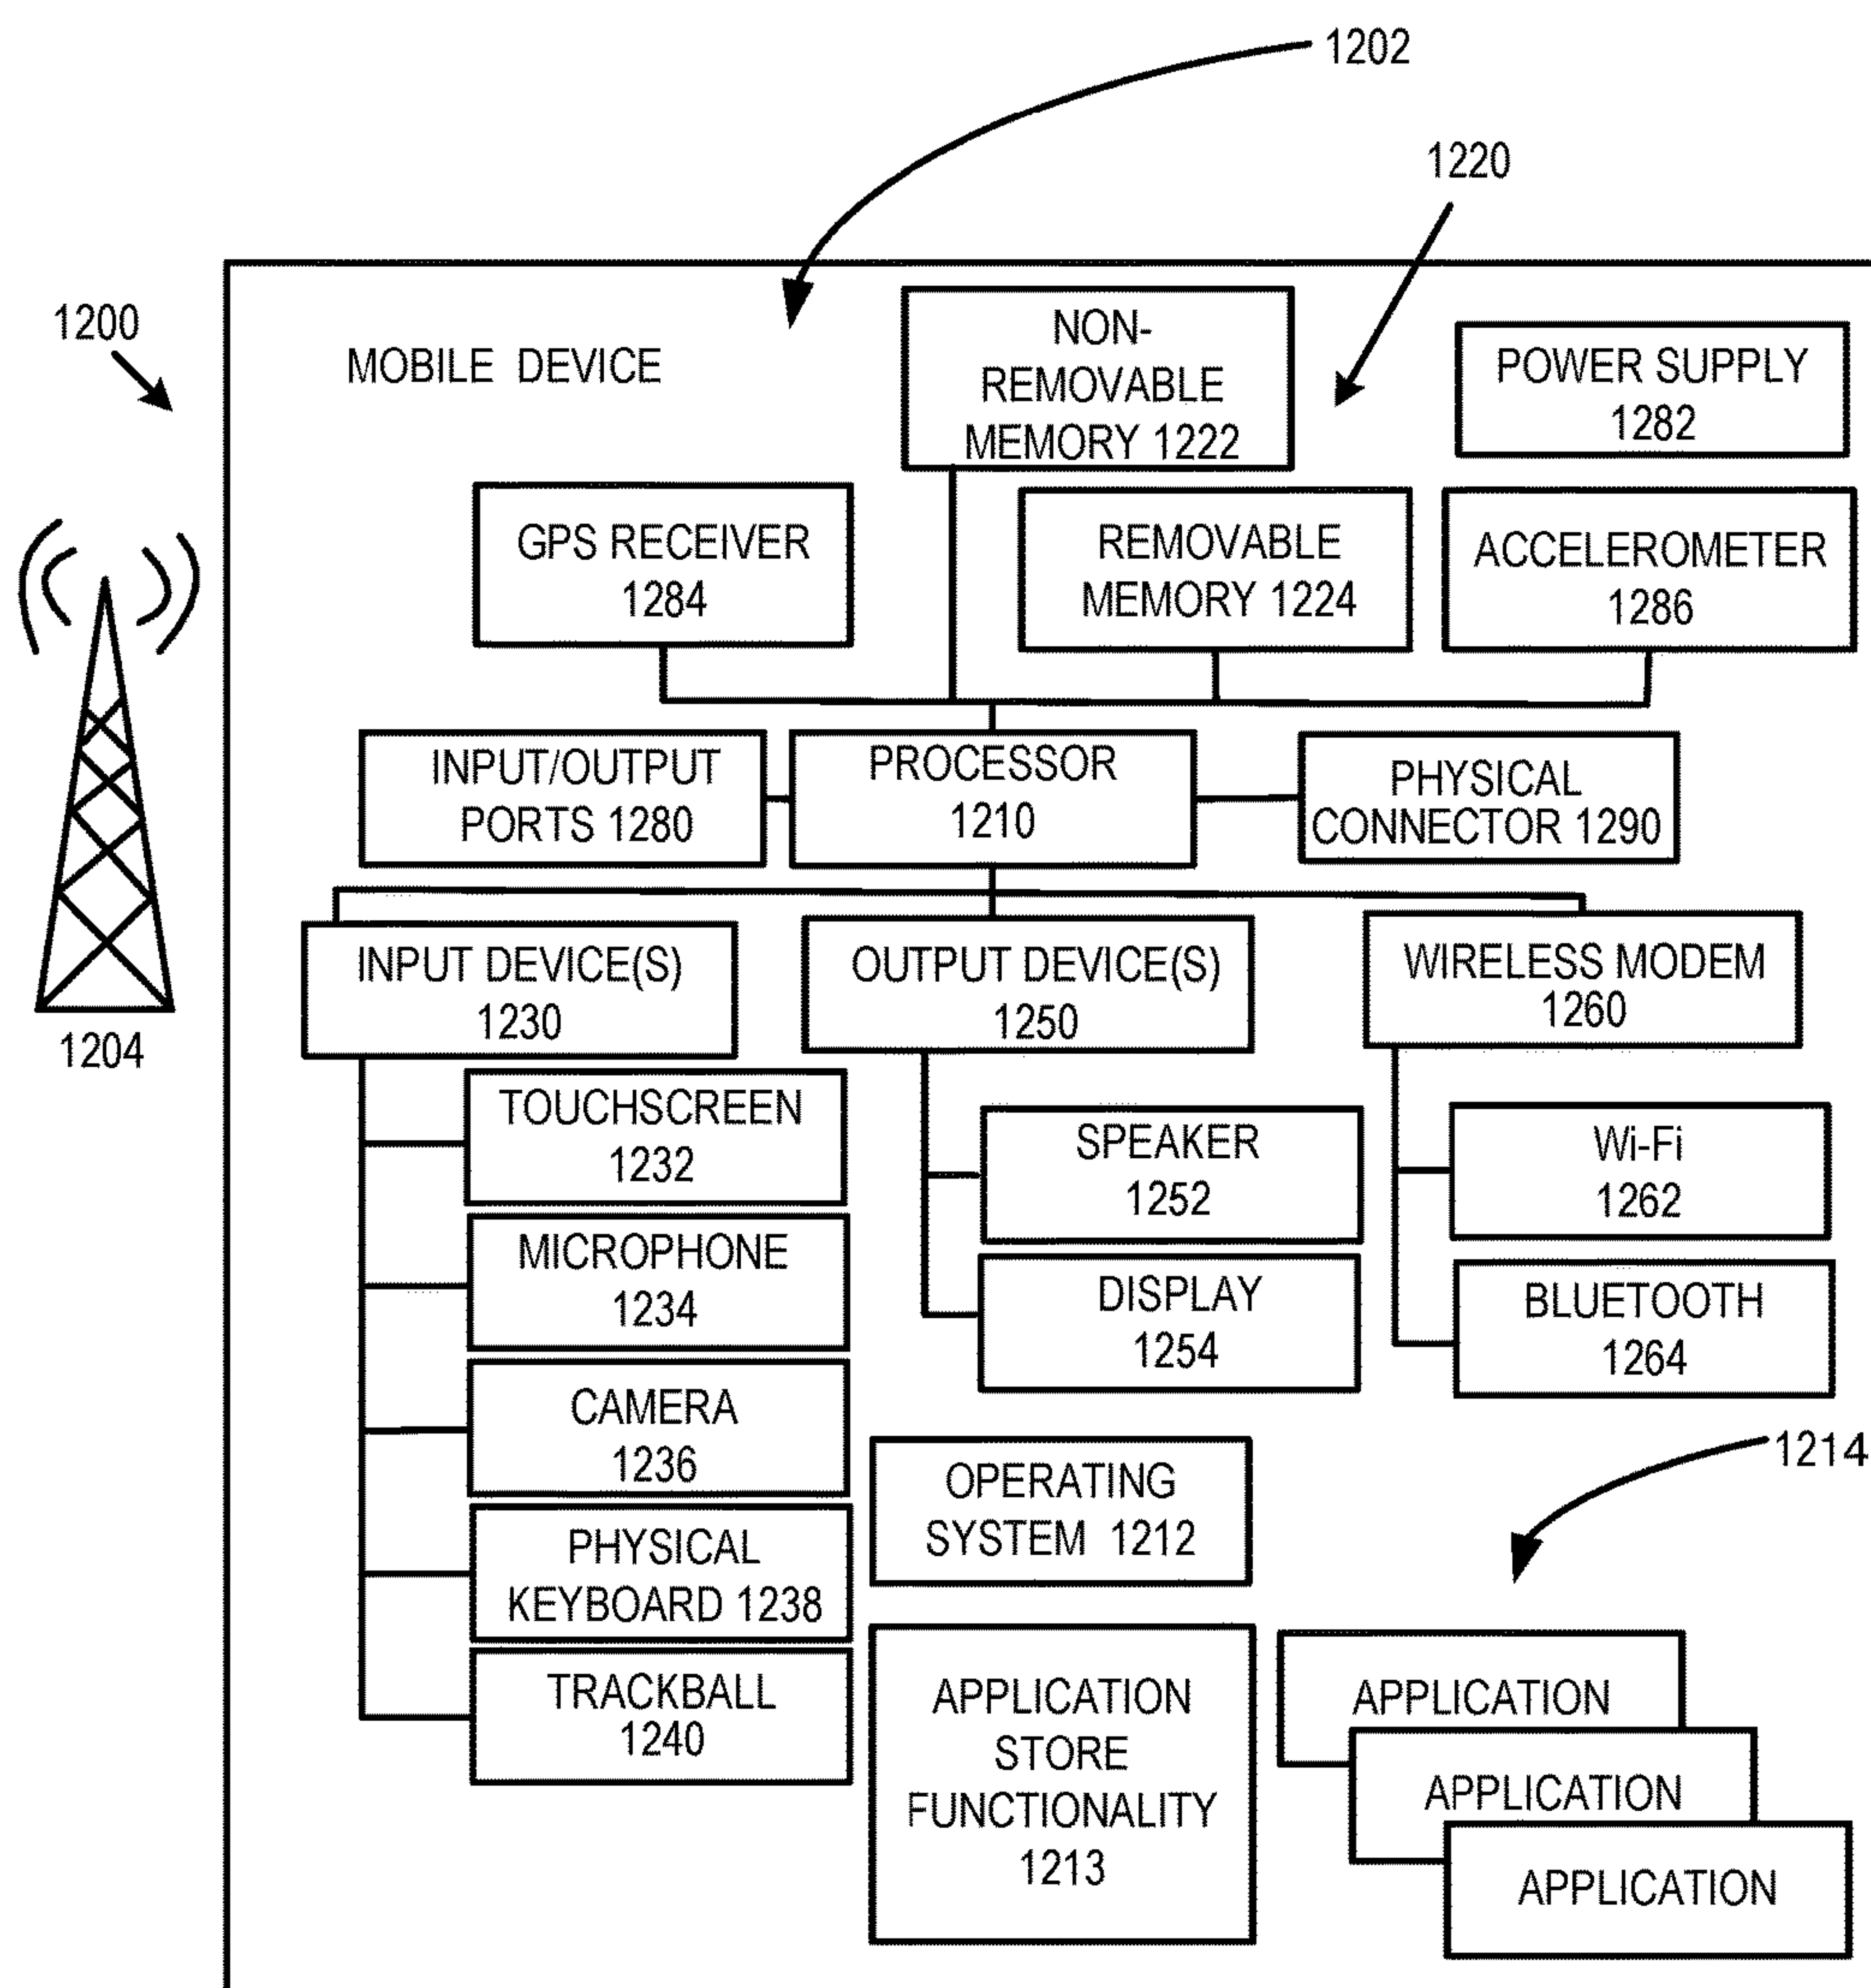 1202
1220
1200
MOBILE DEVICE
NON-
REMOVABLE
MEMORY 1222
POWER SUPPLY
1282
GPS RECEIVER
1284
REMOVABLE
MEMORY 1224
ACCELEROMETER
1286
INPUT/OUTPUT
PORTS 1280
PROCESSOR
1210
PHYSICAL
CONNECTOR 1290
1204
INPUT DEVICE(S)
1230
OUTPUT DEVICE(S)
1250
WIRELESS MODEM
1260
TOUCHSCREEN
1232
MICROPHONE
1234
CAMERA
1236
PHYSICAL
KEYBOARD 1238
TRACKBALL
1240
SPEAKER
1252
DISPLAY
1254
Wi-Fi
1262
BLUETOOTH
1264
1214
OPERATING
SYSTEM 1212
APPLICATION
STORE
FUNCTIONALITY
1213
APPLICATION
APPLICATION
APPLICATION